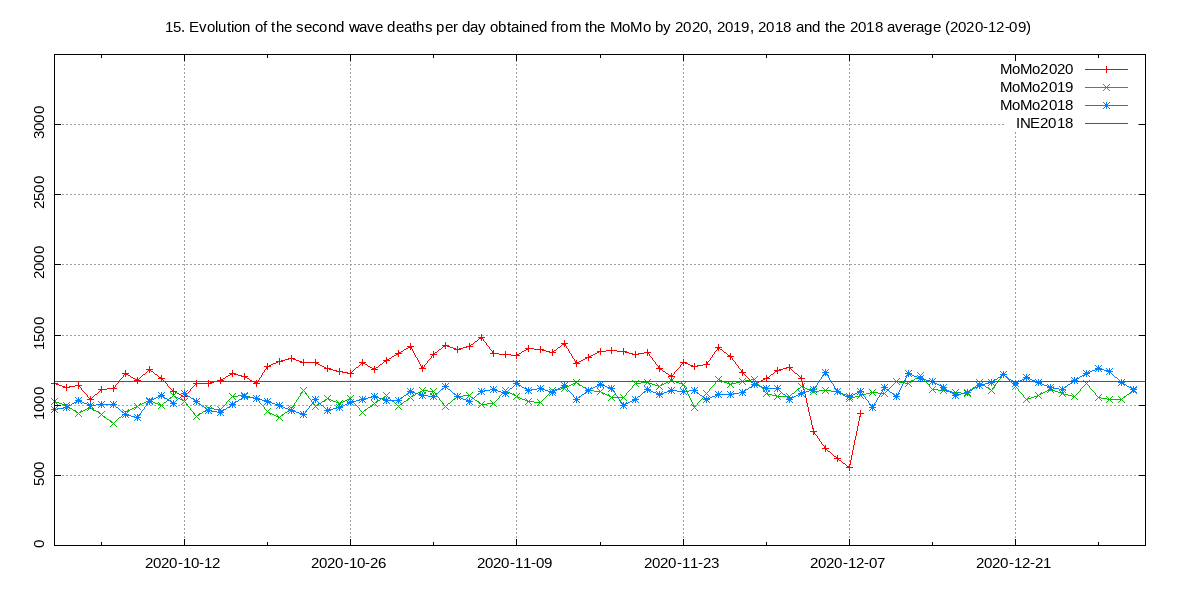 15. Evolution of the second wave deaths per day obtained from the MoMo by 2020, 2019, 2018 and the 2018 average (2020-12-09)
MoMo2020
MoMo2019
MoMo2018
INE2018
3000
2500
2000
1500
1000
500
0
2020-10-12
2020-10-26
2020-11-09
2020-11-23
2020-12-07
2020-12-21